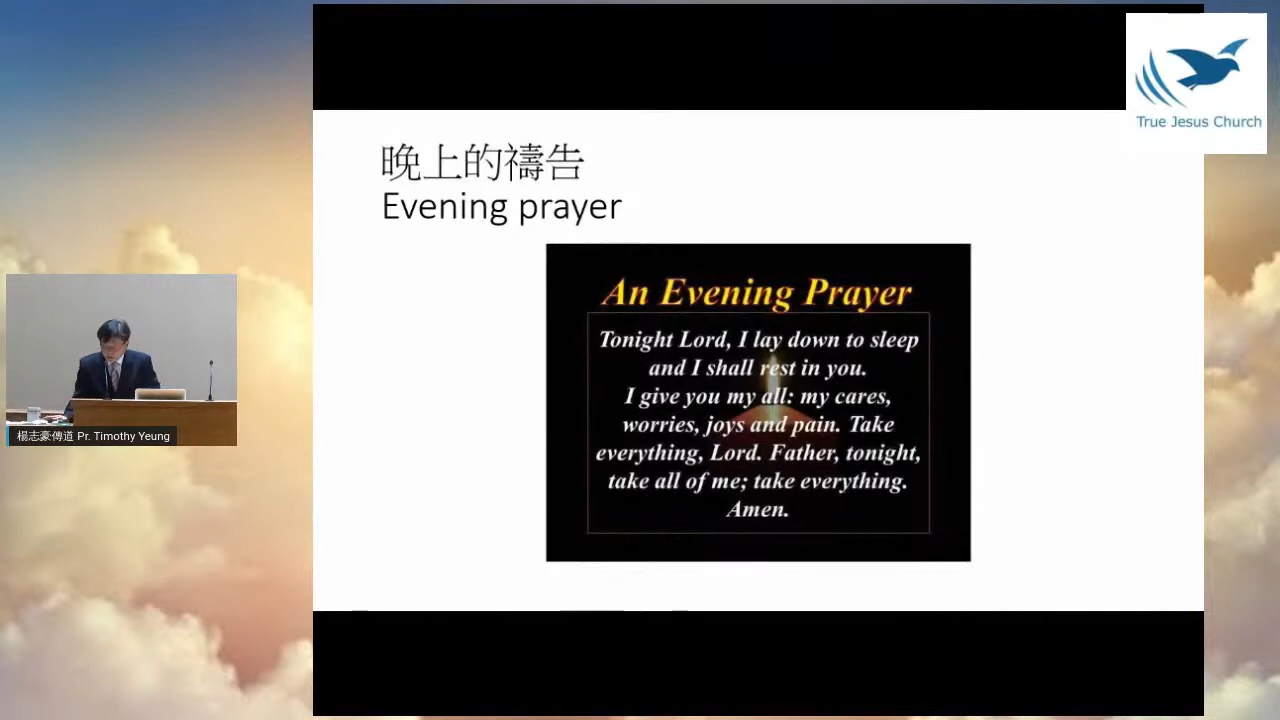 True Jesus Church
晚上的禱告
Evening prayer
An Evening Prayer
Tonight Lord, I lay down to sleep
and I shall rest in you.
I give you my all: my cares,
worries, joys and pain. Take
everything, Lord. Father, tonight,
take all of me; take everything.
Amen.
楊志豪傳道 Pr. Timothy Yeung